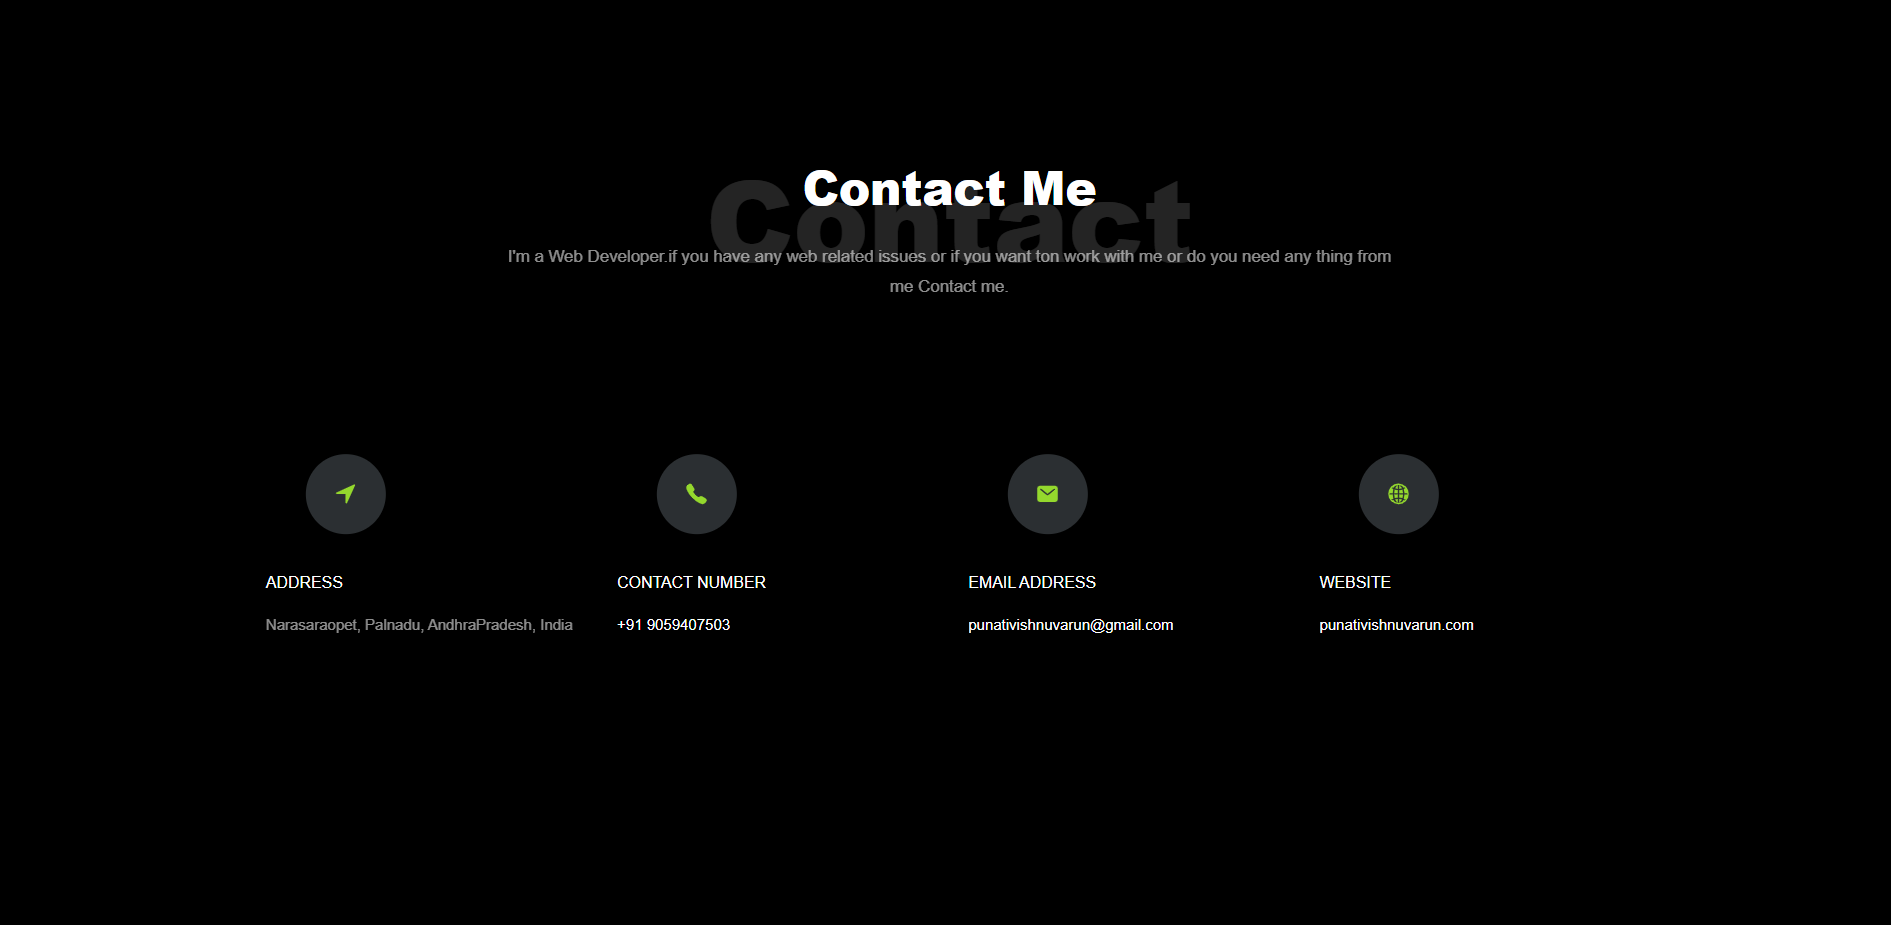 Contact
Contact Me
I'm a Web Developer.if you have any web related issues or if you want ton work with me or do you need any thing from
me Contact me.
ADDRESS
Narasaraopet, Palnadu, AndhraPradesh, India
CONTACT NUMBER
+91 9059407503
EMAIL ADDRESS
punativishnuvarun@gmail.com
WEBSITE
punativishnuvarun.com